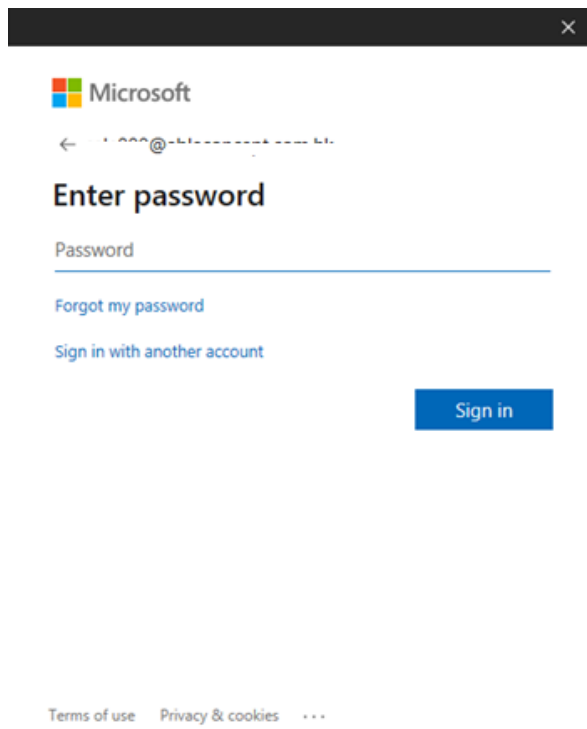 Microsoft
Enter password
Password
Forgot my password
Sign in with another account
Sign in
Terms of use Privacy & cookies ...